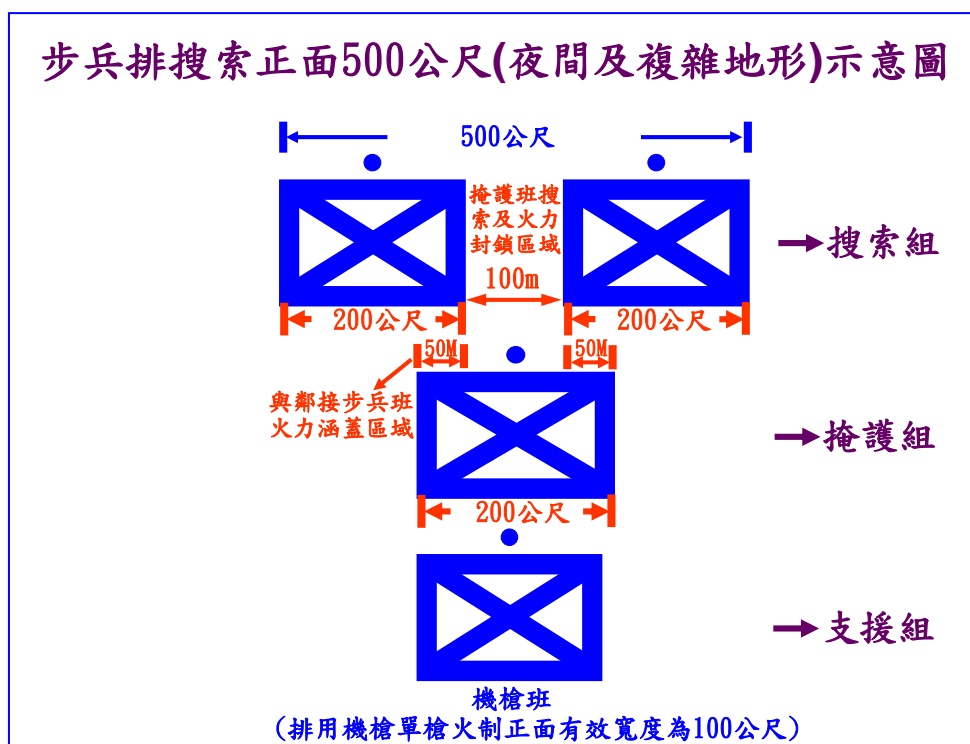 步兵排搜索正面500公尺(夜間及複雜地形)示意圖
500公尺
掩護班搜
索及火力
封鎖區域
100m
搜索組
200公尺
200公尺
50M
50M
與鄰接步兵班
火力涵蓋區域
掩護組
200公尺
支援組
機槍班
(排用機槍單槍火制正面有效寬度為100公尺)